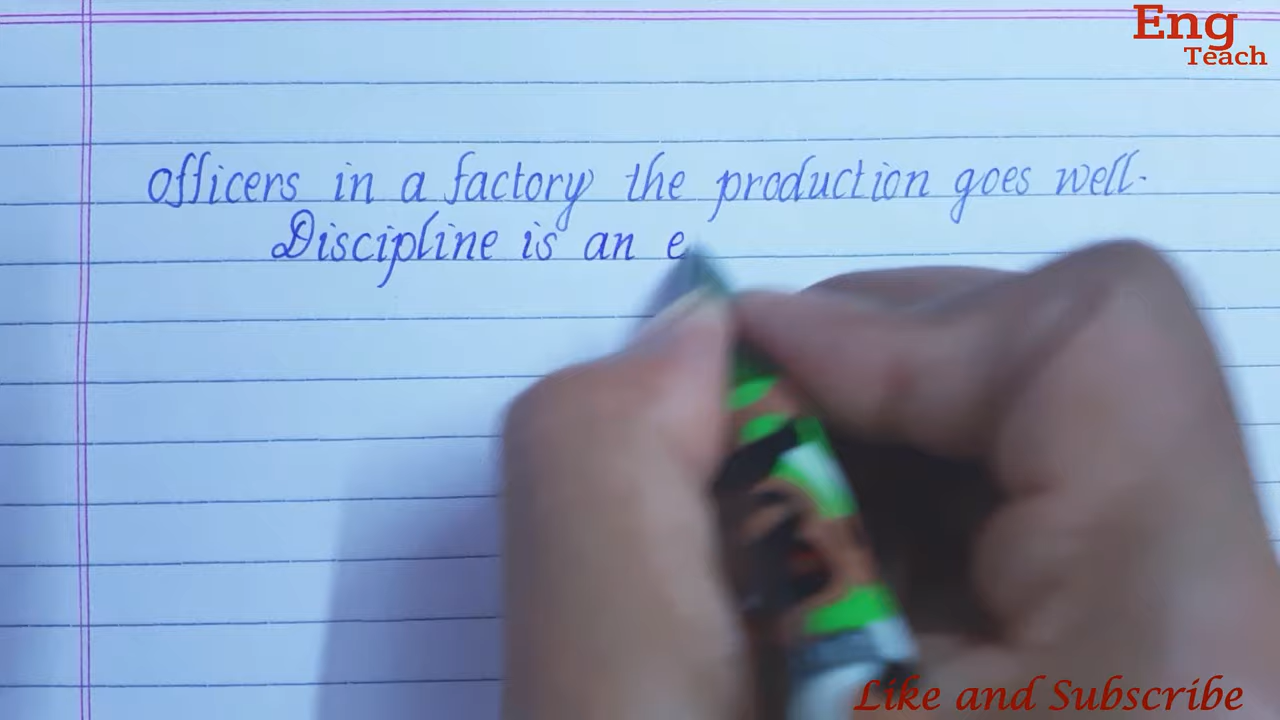 Eng
Teach
officers in a factory the production goes well.
Discipline is an e
Like and Subscribe